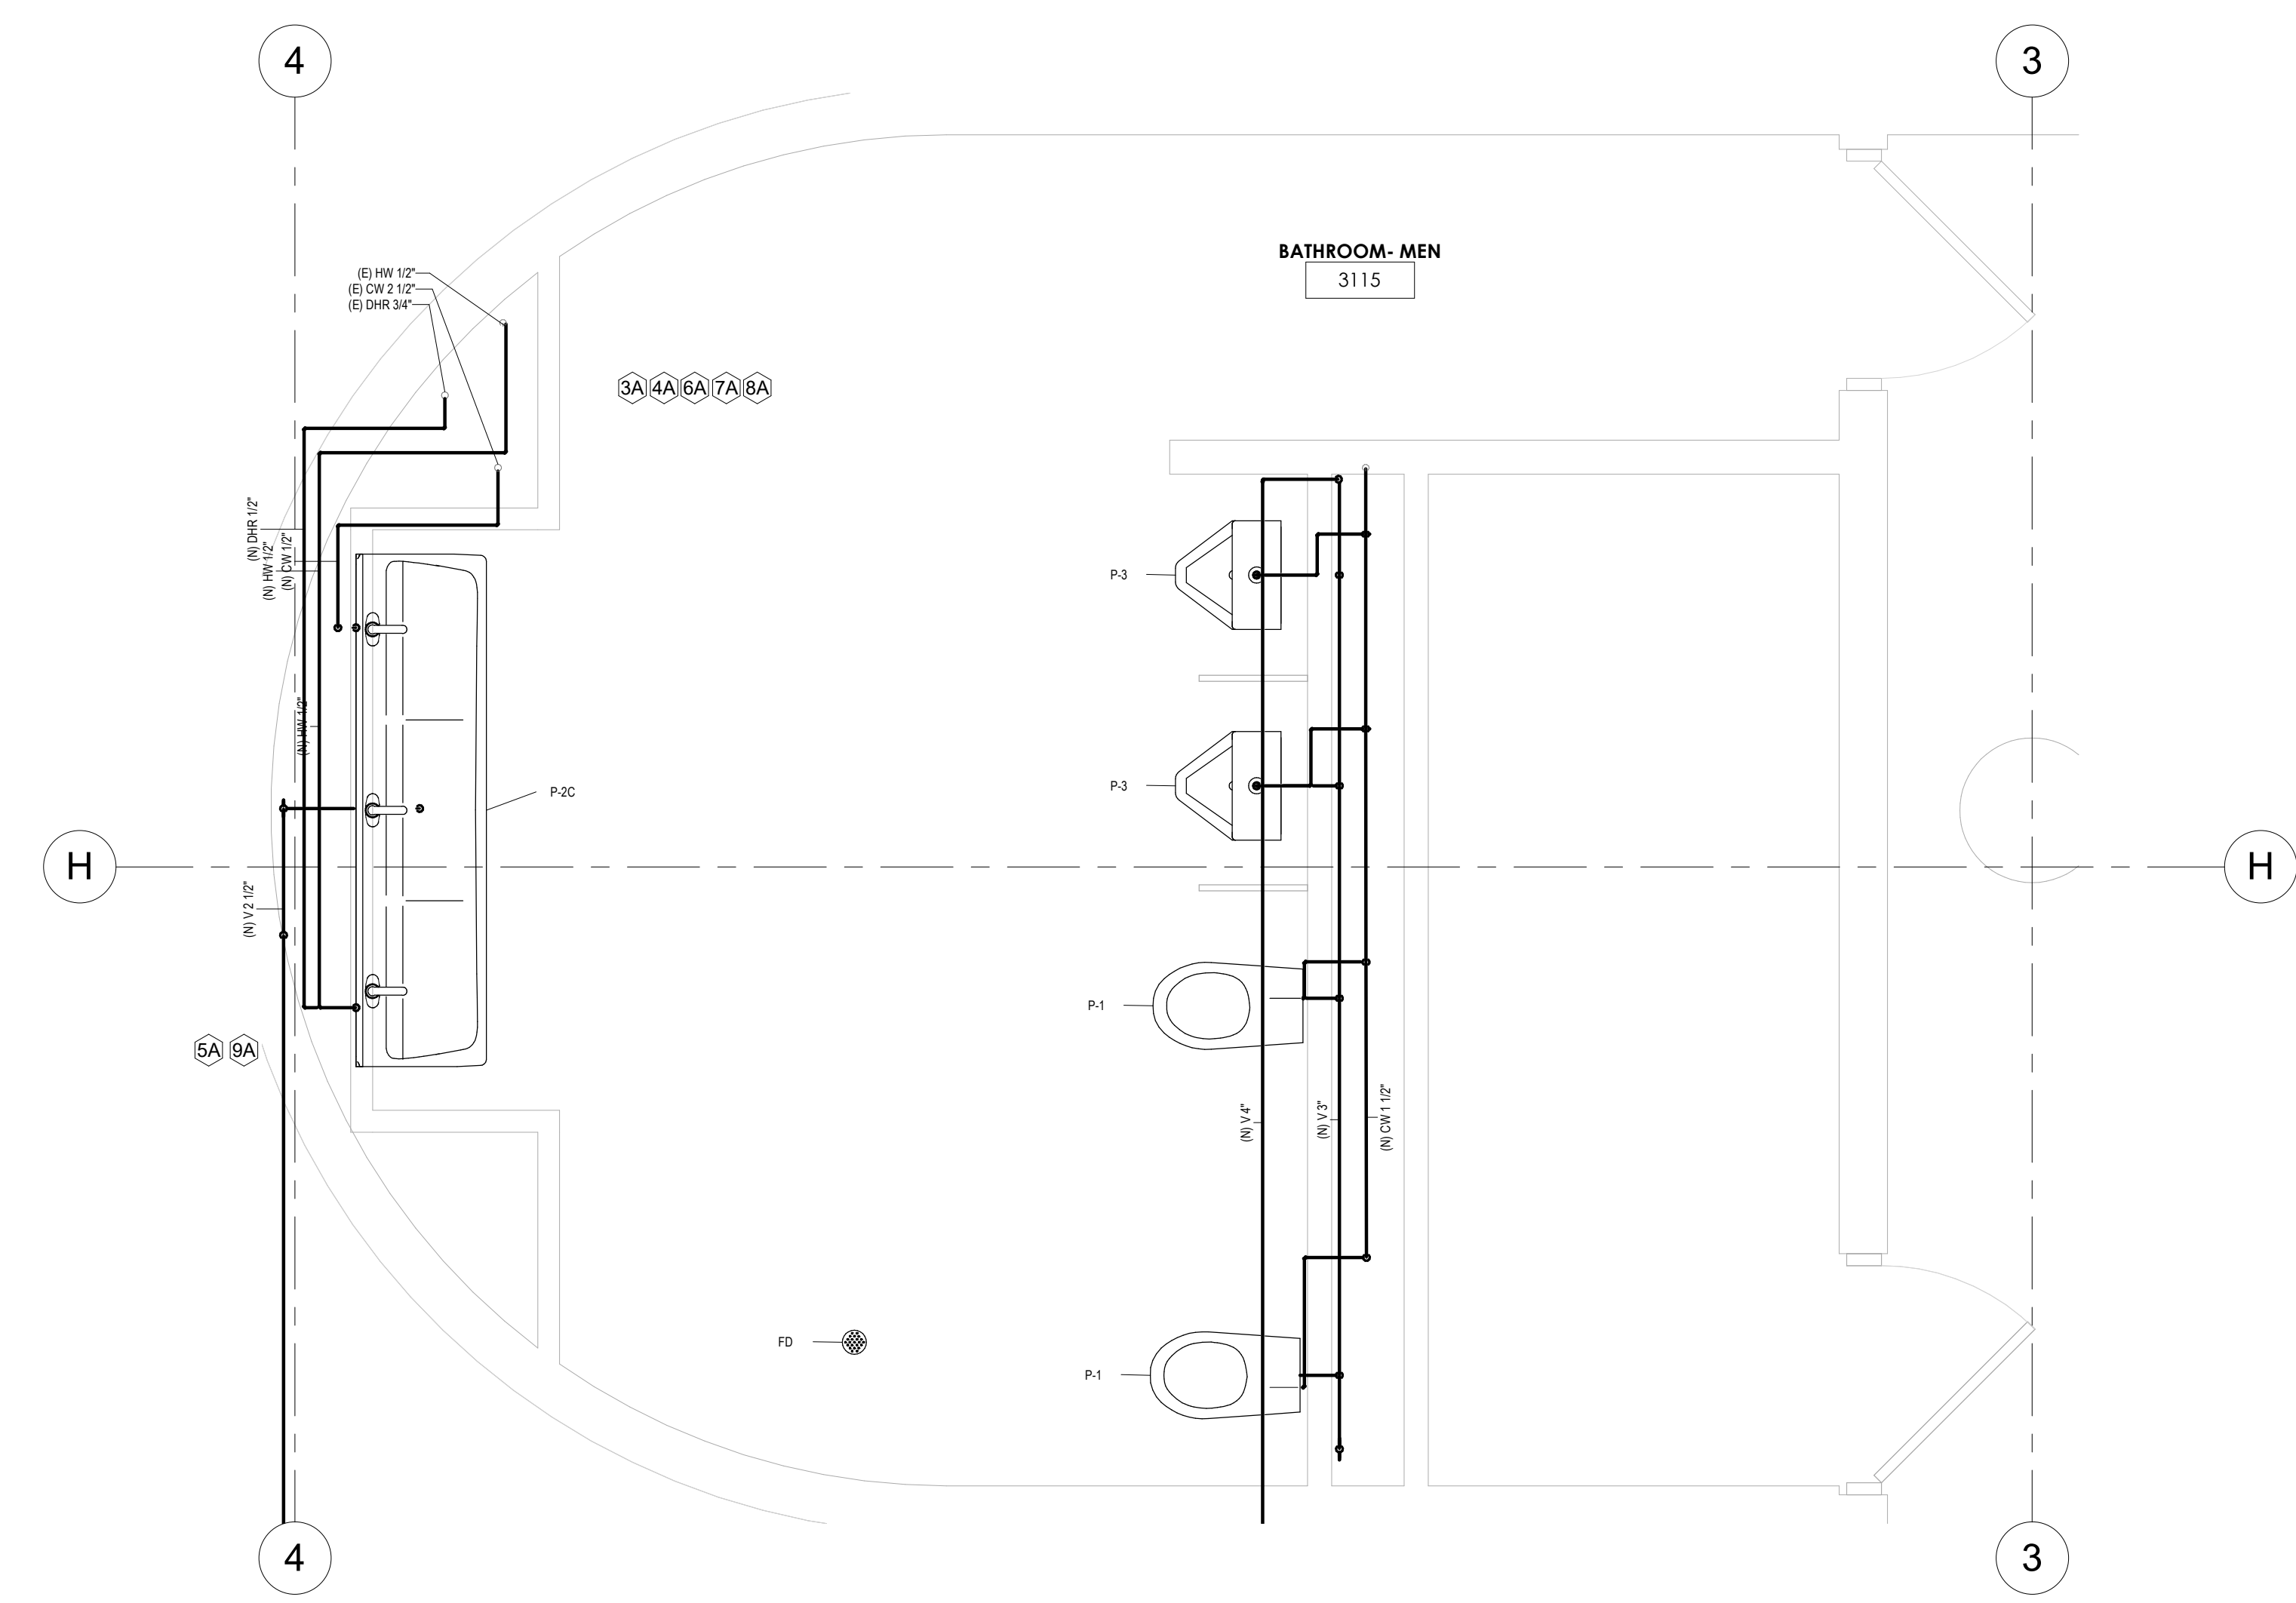 4
3
BATHROOM- MEN
3115
(E) HW 1/2"
(E) CW 2 1/2"
(E) DHR 3/4"
3A 4A 6A 7A 8A
(N) DHR 1/2"
(N) HW 1/2"
(N) CW 1/2"
P-3
(N) HW 1/2"
P-2C
P-3
H
H
(N) V 2 1/2"
P-1
5A 9A
(N) V 4"
(N) V 3"
(N) CW 1 1/2"
FD
P-1
4
3